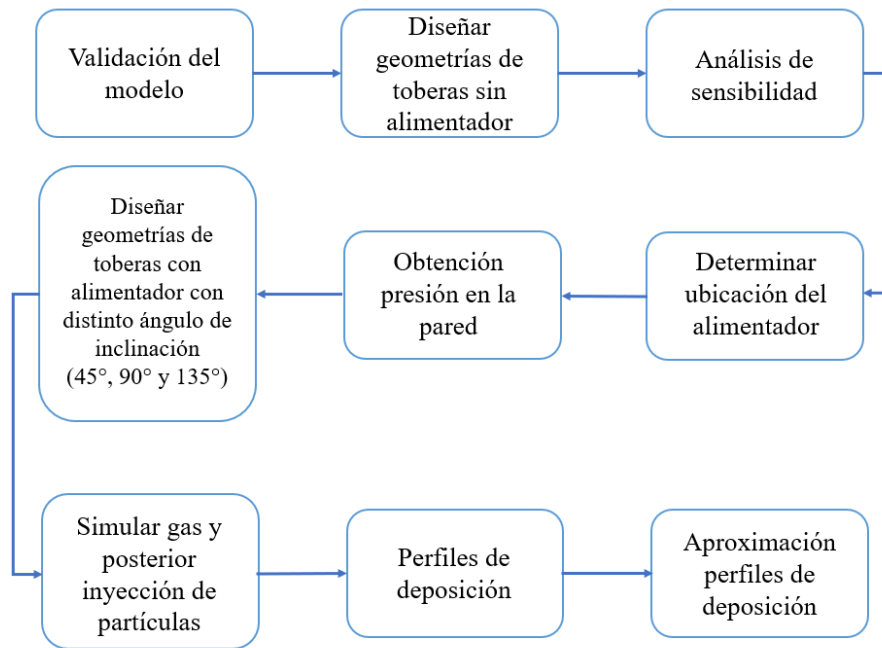 Validación del
modelo
Diseñar
geometrías de
toberas sin
alimentador
Análisis de
sensibilidad
Determinar
ubicación del
alimentador
Obtención
presión en la
pared
Diseñar
geometrías de
toberas con
alimentador con
distinto ángulo de
inclinación
(45°, 90° y 135°)
Simular gas y
posterior
inyección de
partículas
Perfiles de
deposición
Aproximación
perfiles de
deposición